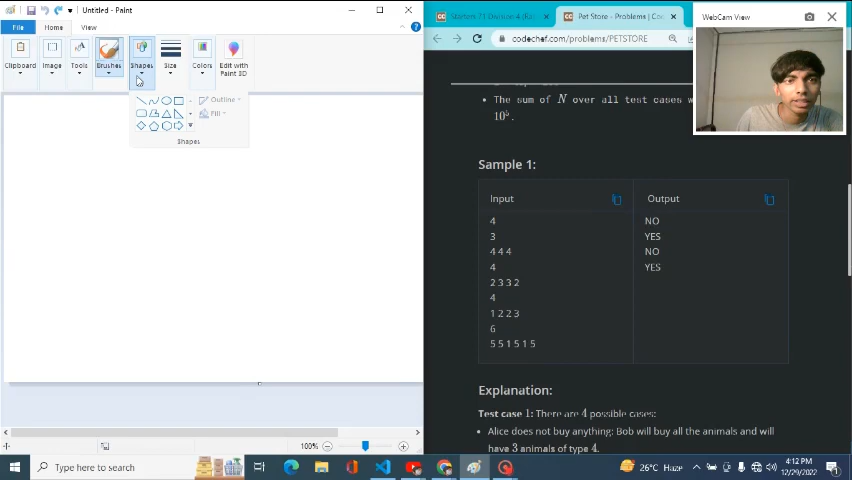 Untitled - Paint
File
Home
View
Clipboard
Image
Tools
Brushes
Shapes
Size
Colors
Edit with
Paint 3D
Outline
Fill
Shapes
100%
Starters 71 Division 4 (Ra
Pet Store - Problems | Co
codechef.com/problems/PETSTORE
WebCam View
• The sum of N over all test cases w
10^5.
Sample 1:
Input
Output
4
3
4 4 4
4
2 3 3 2
4
1 2 2 3
6
5 5 1 5 1 5
NO
YES
NO
YES
Explanation:
Test case 1: There are 4 possible cases:
• Alice does not buy anything: Bob will buy all the animals and will
have 3 animals of type 4.
Type here to search
26°C Haze
4:12 PM
12/29/2022